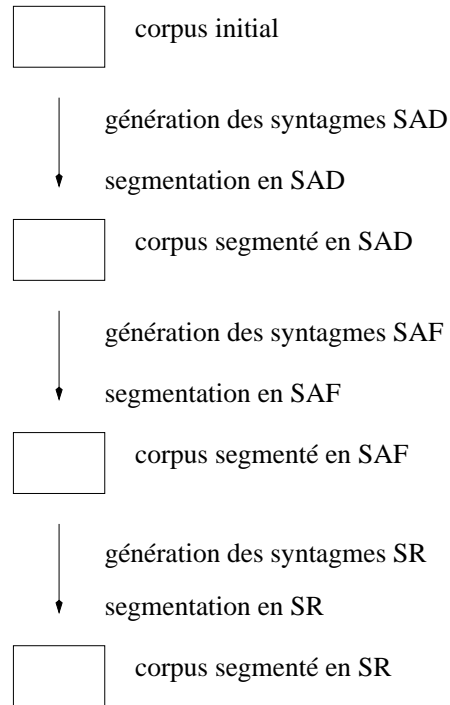 corpus initial
génération des syntagmes SAD
segmentation en SAD
corpus segmenté en SAD
génération des syntagmes SAF
segmentation en SAF
corpus segmenté en SAF
génération des syntagmes SR
segmentation en SR
corpus segmenté en SR